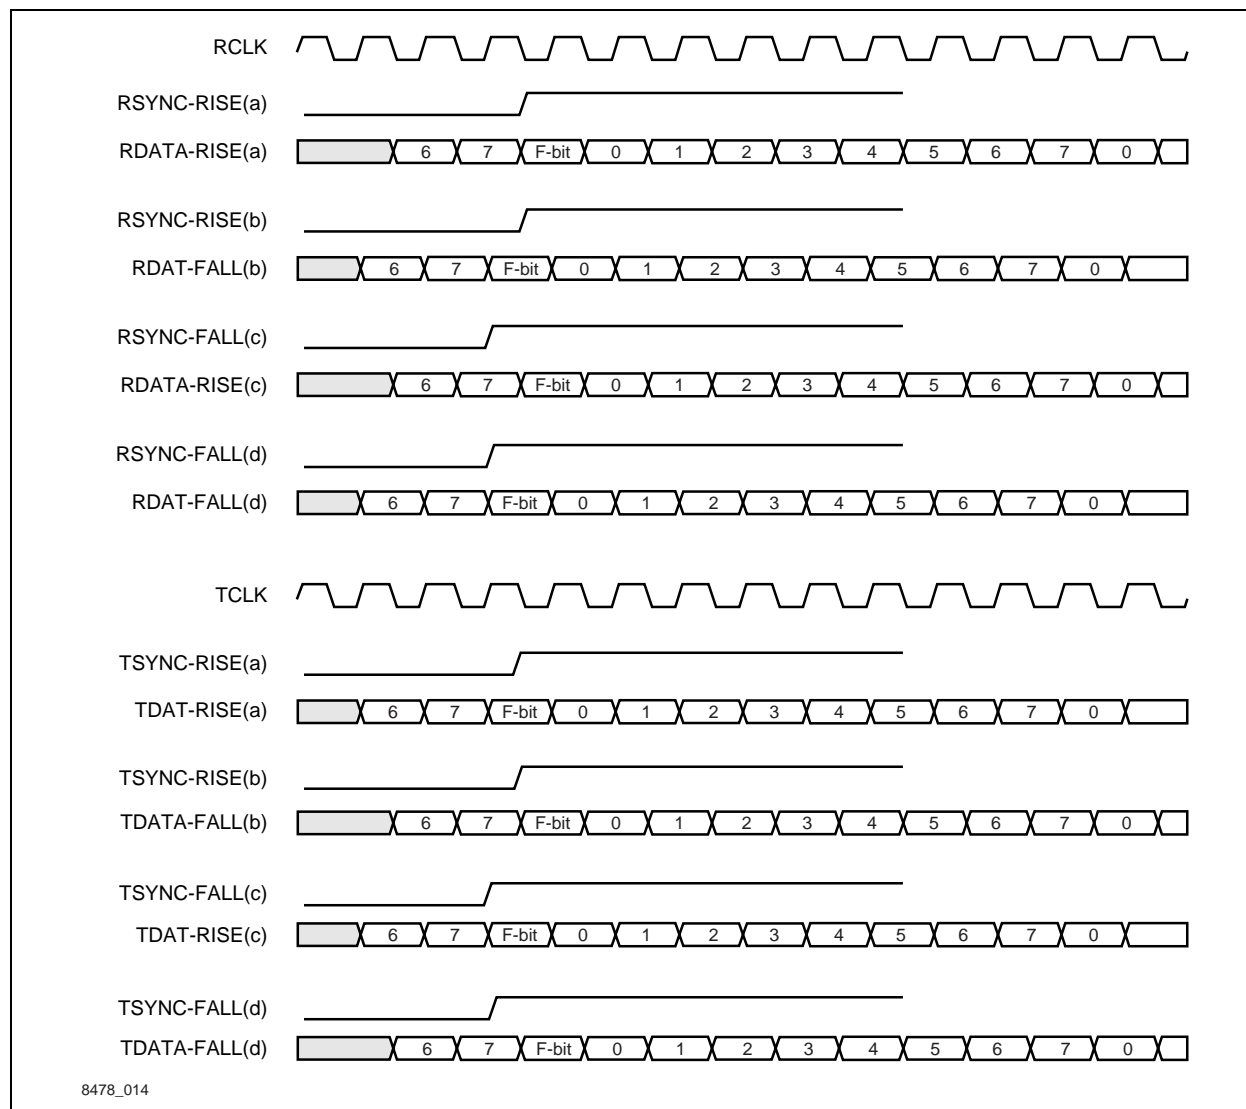 RCLK
RSYNC-RISE(a)
RDATA-RISE(a) 6 7 F-bit 0 1 2 3 4 5 6 7 0
RSYNC-RISE(b)
RDAT-FALL(b) 6 7 F-bit 0 1 2 3 4 5 6 7 0
RSYNC-FALL(c)
RDATA-RISE(c) 6 7 F-bit 0 1 2 3 4 5 6 7 0
RSYNC-FALL(d)
RDAT-FALL(d) 6 7 F-bit 0 1 2 3 4 5 6 7 0
TCLK
TSYNC-RISE(a)
TDAT-RISE(a) 6 7 F-bit 0 1 2 3 4 5 6 7 0
TSYNC-RISE(b)
TDATA-FALL(b) 6 7 F-bit 0 1 2 3 4 5 6 7 0
TSYNC-FALL(c)
TDAT-RISE(c) 6 7 F-bit 0 1 2 3 4 5 6 7 0
TSYNC-FALL(d)
TDATA-FALL(d) 6 7 F-bit 0 1 2 3 4 5 6 7 0
8478_014